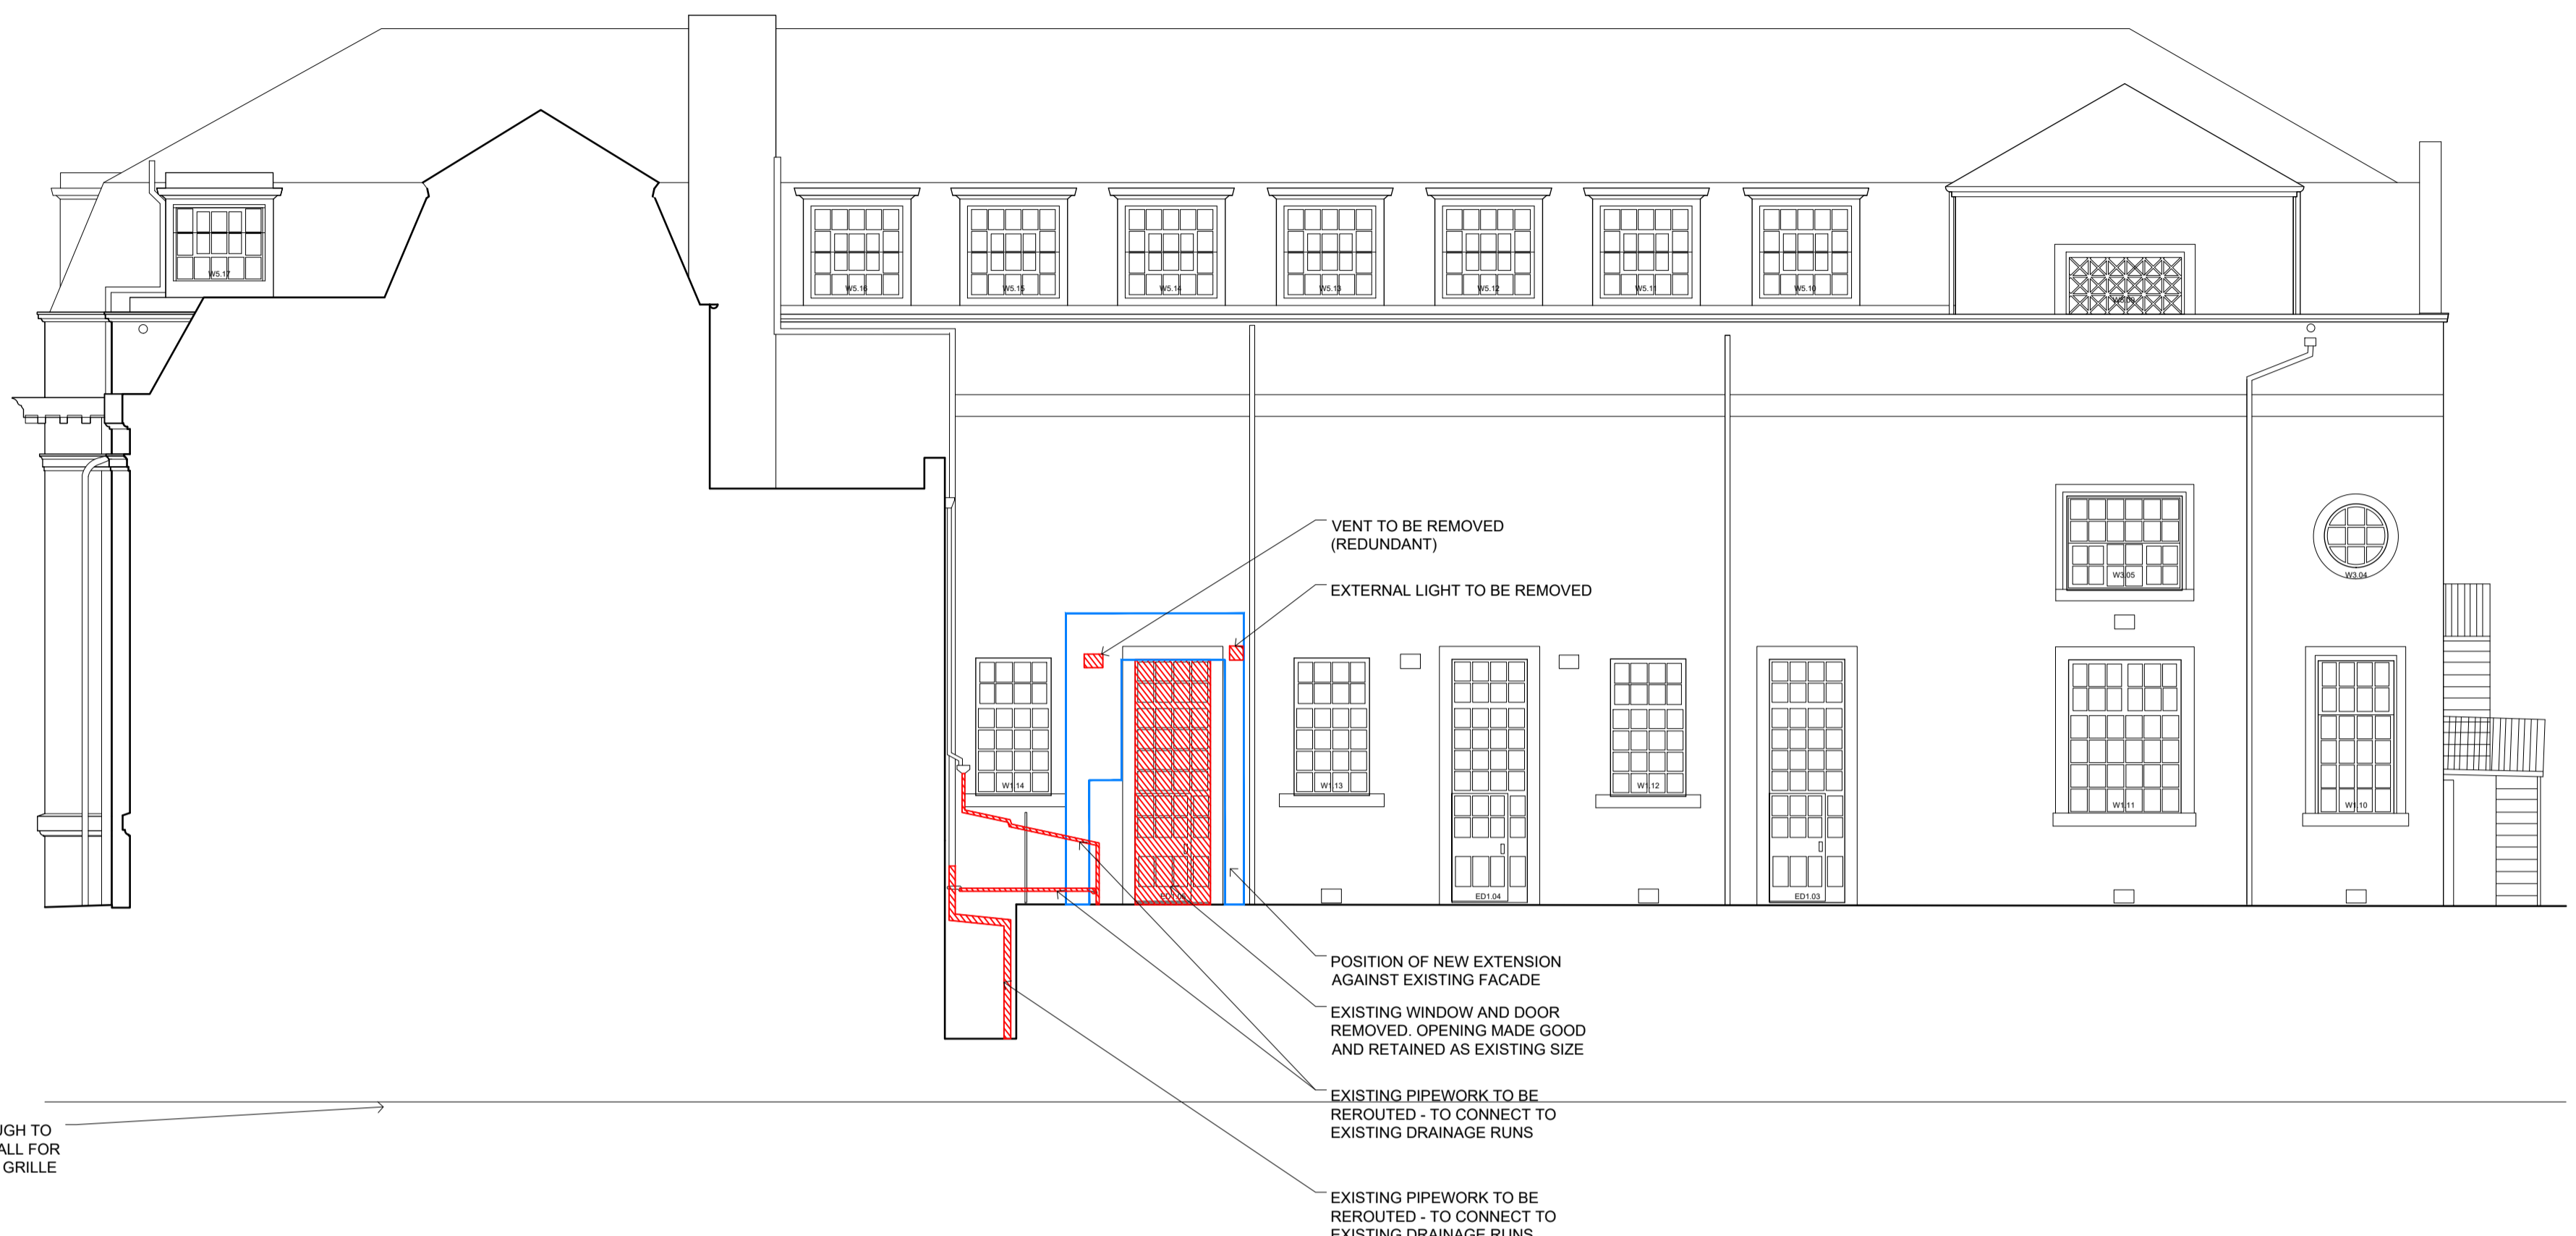 W5.17
W5.16
W5.15
W5.14
W5.13
W5.12
W5.11
W5.10
VENT TO BE REMOVED
(REDUNDANT)
EXTERNAL LIGHT TO BE REMOVED
W3.05
W3.04
W1.14
W1.13
W1.12
W1.11
W1.10
ED1.04
ED1.03
POSITION OF NEW EXTENSION
AGAINST EXISTING FACADE
EXISTING WINDOW AND DOOR
REMOVED. OPENING MADE GOOD
AND RETAINED AS EXISTING SIZE
EXISTING PIPEWORK TO BE
REROUTED - TO CONNECT TO
EXISTING DRAINAGE RUNS
UGH TO
ALL FOR
GRILLE
EXISTING PIPEWORK TO BE
REROUTED - TO CONNECT TO
EXISTING DRAINAGE RUNS